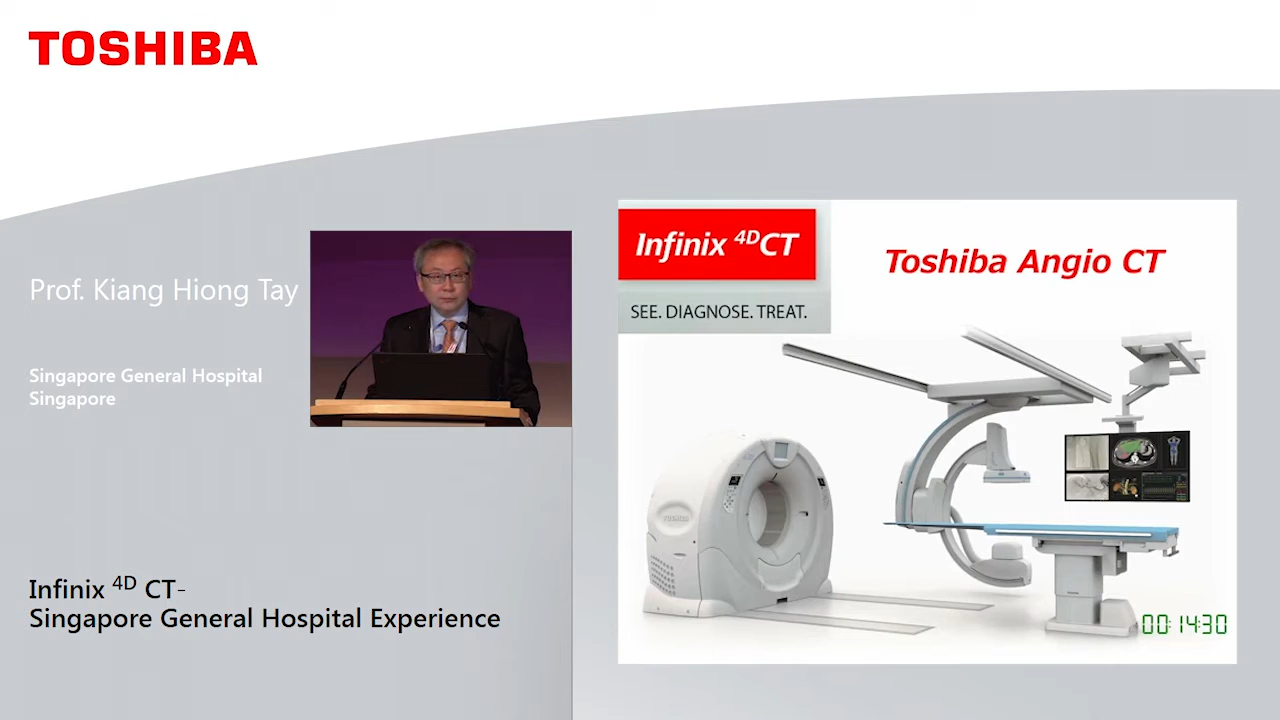 TOSHIBA
Prof. Kiang Hiong Tay
Singapore General Hospital
Singapore
Infinix 4D CT-
Singapore General Hospital Experience
Infinix 4DCT
SEE. DIAGNOSE. TREAT.
Toshiba Angio CT
TOSHIBA
00:14:30